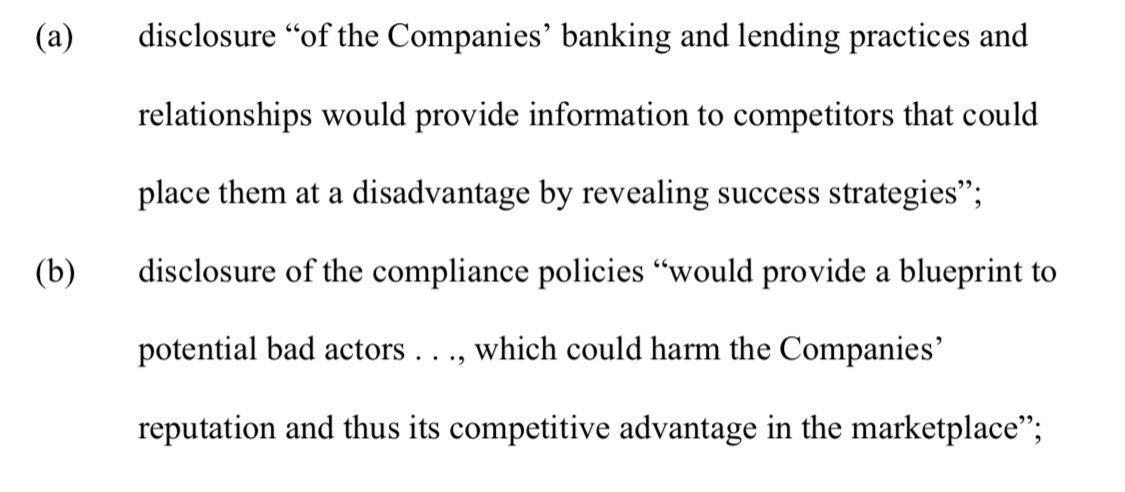 (a) disclosure “of the Companies’ banking and lending practices and
relationships would provide information to competitors that could
place them at a disadvantage by revealing success strategies”;
(b) disclosure of the compliance policies “would provide a blueprint to
potential bad actors . . ., which could harm the Companies’
reputation and thus its competitive advantage in the marketplace”;